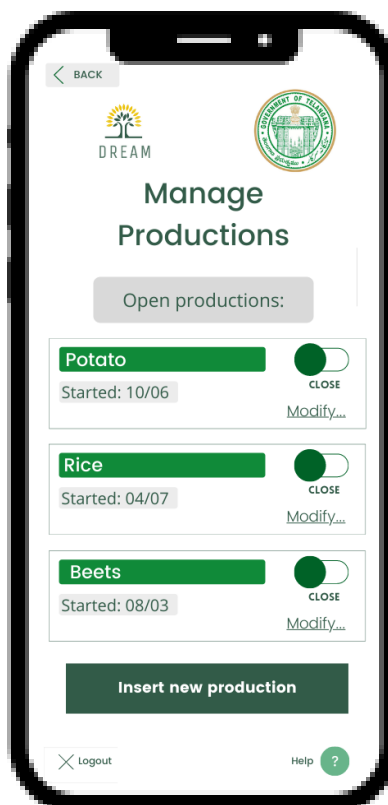 BACK
DREAM
GOVERNMENT OF TELANGANA
Manage
Productions
Open productions:
Potato
CLOSE
Started: 10/06
Modify...
Rice
CLOSE
Started: 04/07
Modify...
Beets
CLOSE
Started: 08/03
Modify...
Insert new production
Logout
Help ?